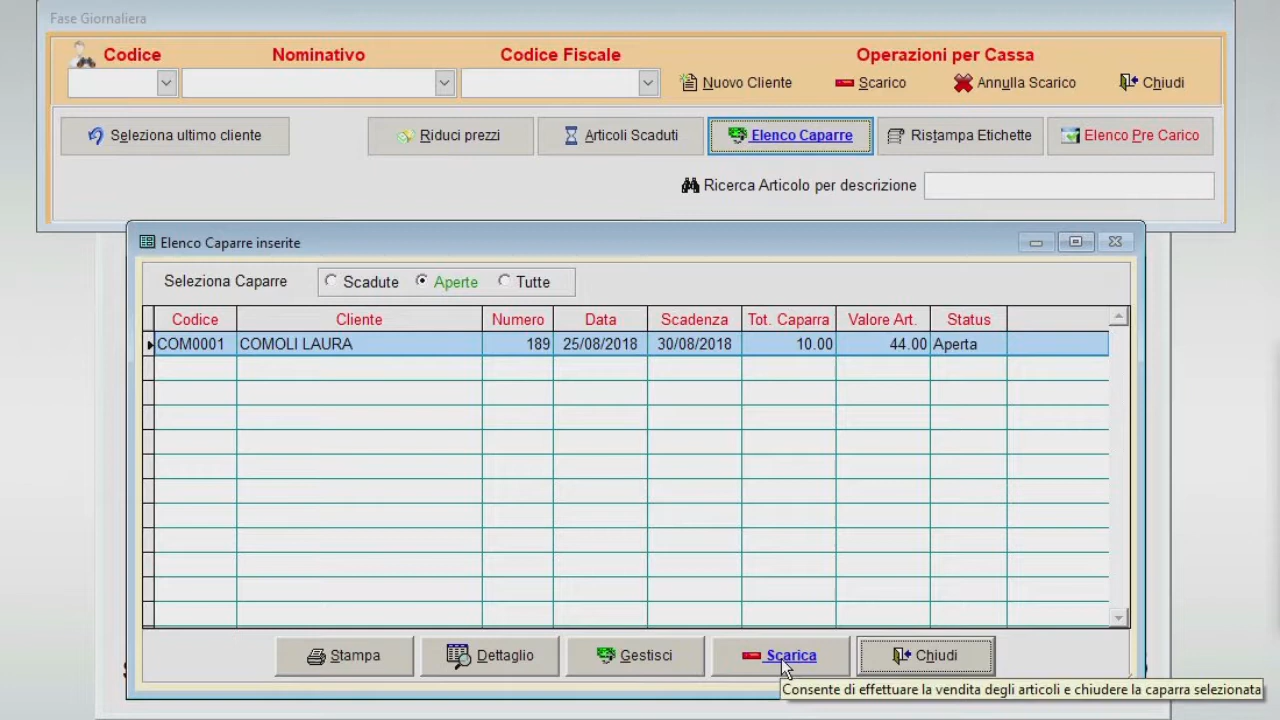 Fase Giornaliera
Codice Nominativo Codice Fiscale Operazioni per Cassa
Nuovo Cliente Scarico Annulla Scarico Chiudi
Seleziona ultimo cliente Riduci prezzi Articoli Scaduti Elenco Caparre Ristampa Etichette Elenco Pre Carico
Ricerca Articolo per descrizione
Elenco Caparre inserite
Seleziona Caparre Scadute Aperte Tutte
Codice Cliente Numero Data Scadenza Tot. Caparra Valore Art. Status
COM0001 COMOLI LAURA 189 25/08/2018 30/08/2018 10.00 44.00 Aperta
Stampa Dettaglio Gestisci Scarica Chiudi
Consente di effettuare la vendita degli articoli e chiudere la caparra selezionata